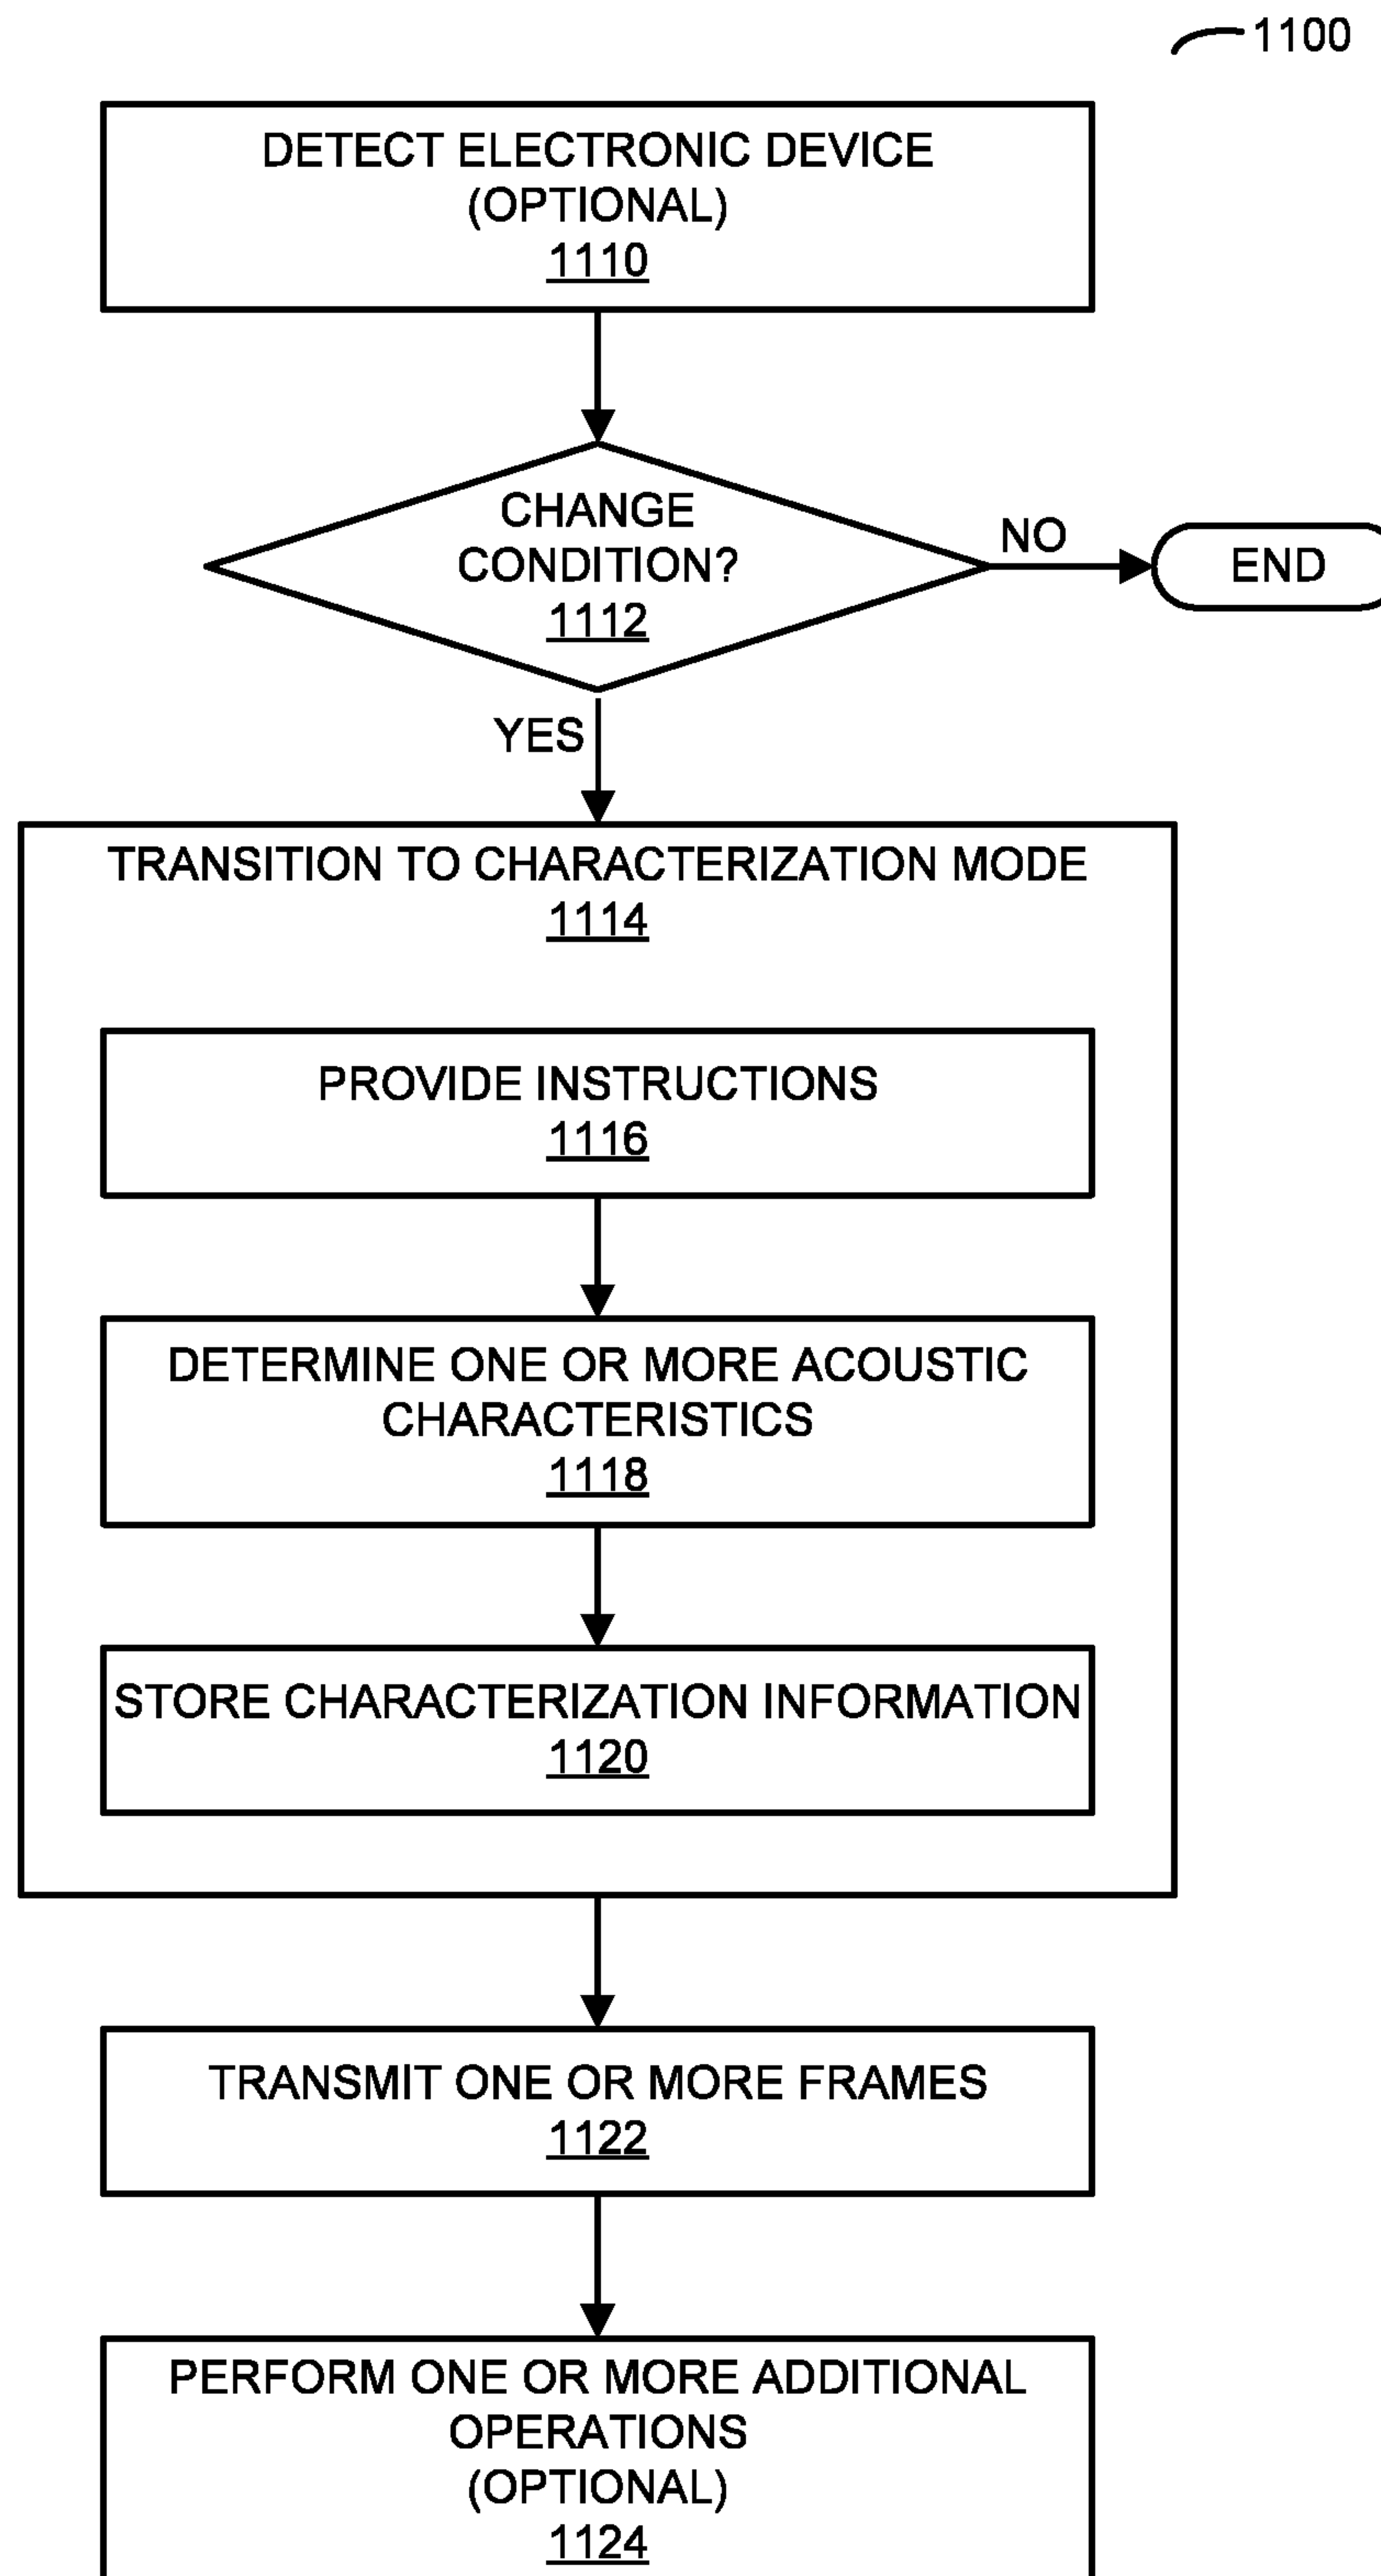 1100
DETECT ELECTRONIC DEVICE
(OPTIONAL)
1110
CHANGE
CONDITION?
1112
NO
END
YES
TRANSITION TO CHARACTERIZATION MODE
1114
PROVIDE INSTRUCTIONS
1116
DETERMINE ONE OR MORE ACOUSTIC
CHARACTERISTICS
1118
STORE CHARACTERIZATION INFORMATION
1120
TRANSMIT ONE OR MORE FRAMES
1122
PERFORM ONE OR MORE ADDITIONAL
OPERATIONS
(OPTIONAL)
1124